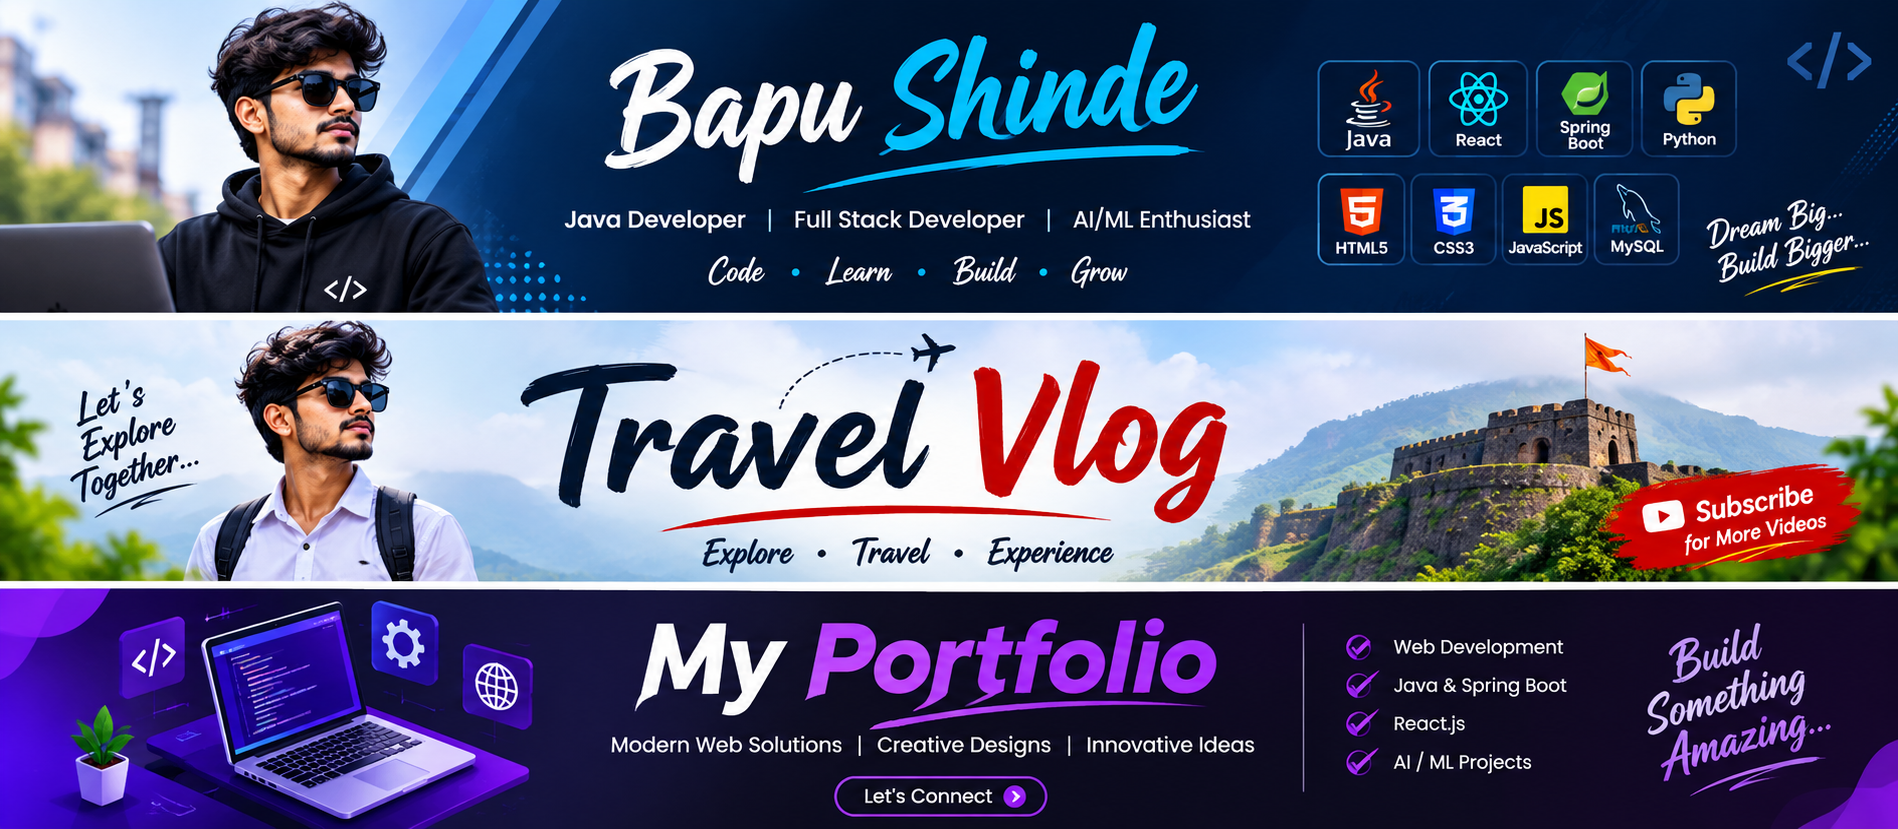 Bapu Shinde
Java Developer | Full Stack Developer | AI/ML Enthusiast
Code • Learn • Build • Grow
</>
Java
React
Spring
Boot
Python
</>
5
HTML5
3
CSS3
JS
JavaScript
MySQL
Dream Big...
Build Bigger...
Let's
Explore
Together...
Travel Vlog
Explore • Travel • Experience
Subscribe
for More Videos
</>
My Portfolio
Modern Web Solutions | Creative Designs | Innovative Ideas
Let's Connect
Web Development
Java & Spring Boot
React.js
AI / ML Projects
Build
Something
Amazing...